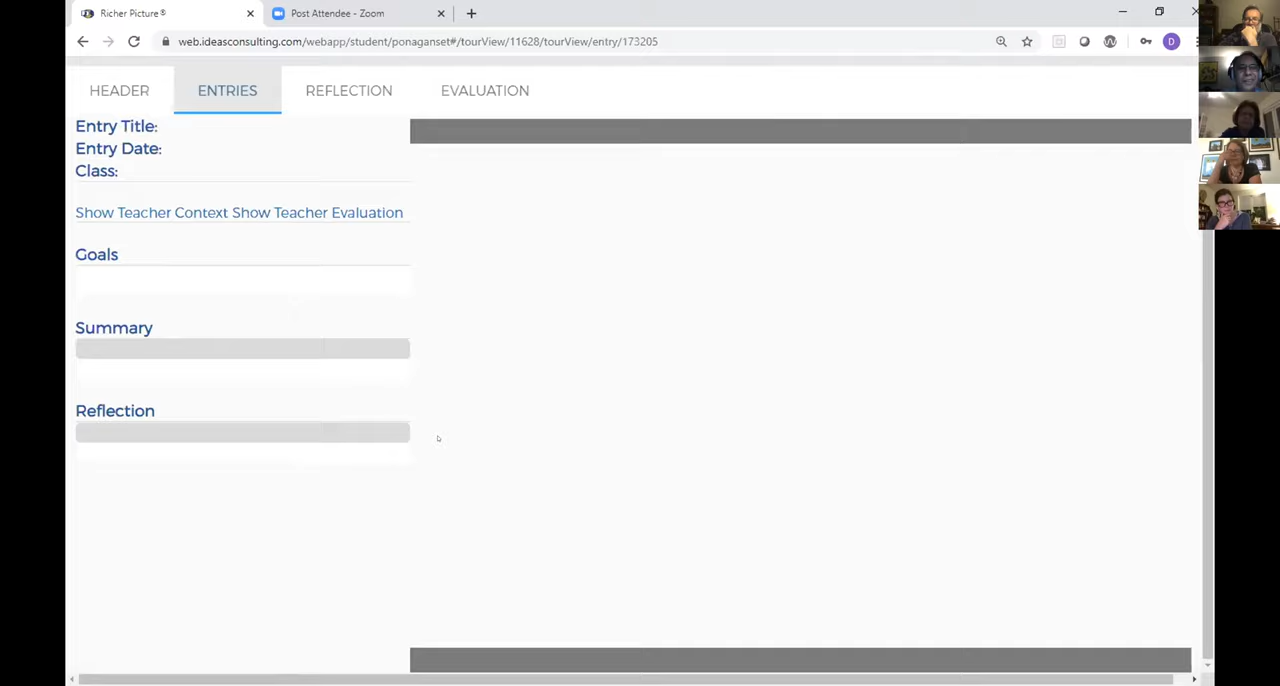 Richer Picture®
Post Attendee - Zoom
web.ideasconsulting.com/webapp/student/ponaganset#/tourView/11628/tourView/entry/173205
D
HEADER ENTRIES REFLECTION EVALUATION
Entry Title:
Entry Date:
Class:
Show Teacher Context Show Teacher Evaluation
Goals
Summary
Reflection